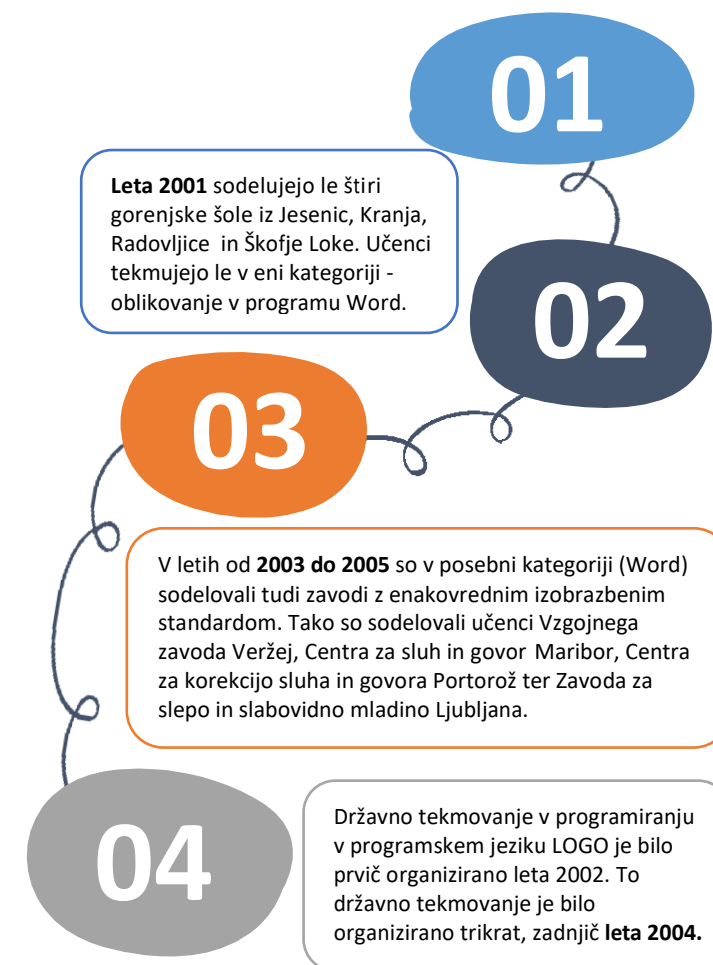 01
Leta 2001 sodelujejo le štiri
gorenjske šole iz Jesenic, Kranja,
Radovljice in Škofje Loke. Učenci
tekmujejo le v eni kategoriji -
oblikovanje v programu Word.
02
03
V letih od 2003 do 2005 so v posebni kategoriji (Word)
sodelovali tudi zavodi z enakovrednim izobrazbenim
standardom. Tako so sodelovali učenci Vzgojnega
zavoda Veržej, Centra za sluh in govor Maribor, Centra
za korekcijo sluha in govora Portorož ter Zavoda za
slepo in slabovidno mladino Ljubljana.
04
Državno tekmovanje v programiranju
v programskem jeziku LOGO je bilo
prvič organizirano leta 2002. To
državno tekmovanje je bilo
organizirano trikrat, zadnjič leta 2004.